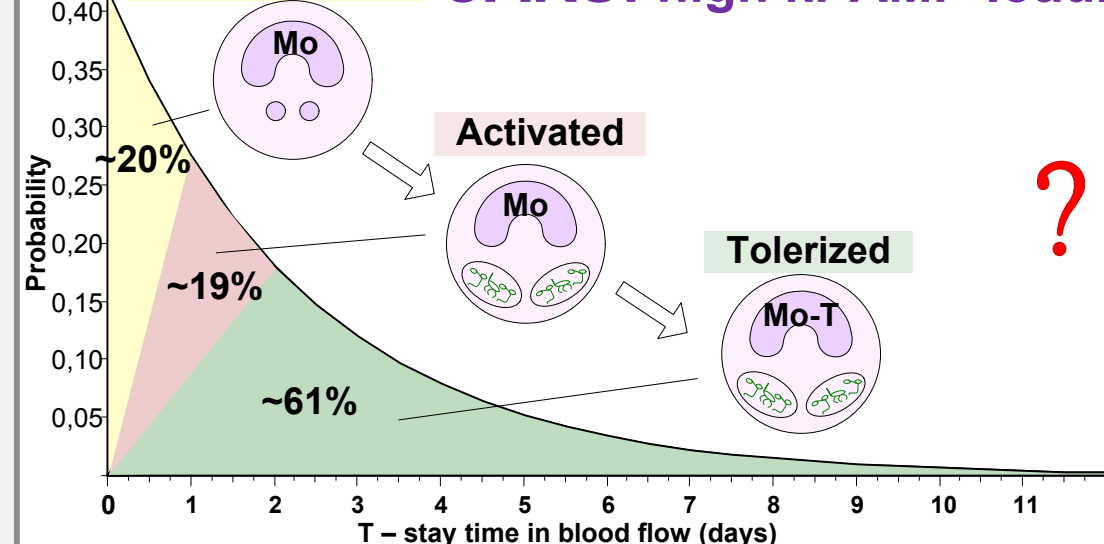 CARS: high
0,40
Mo
0,35
0,30
Activated
~20%
0,25
Mo
0,20
Tolerized
~19%
0,15
Mo-T
0,10
~61%
0,05
Probability
?
0 1 2 3 4 5 6 7 8 9 10 11
T – stay time in blood flow (days)